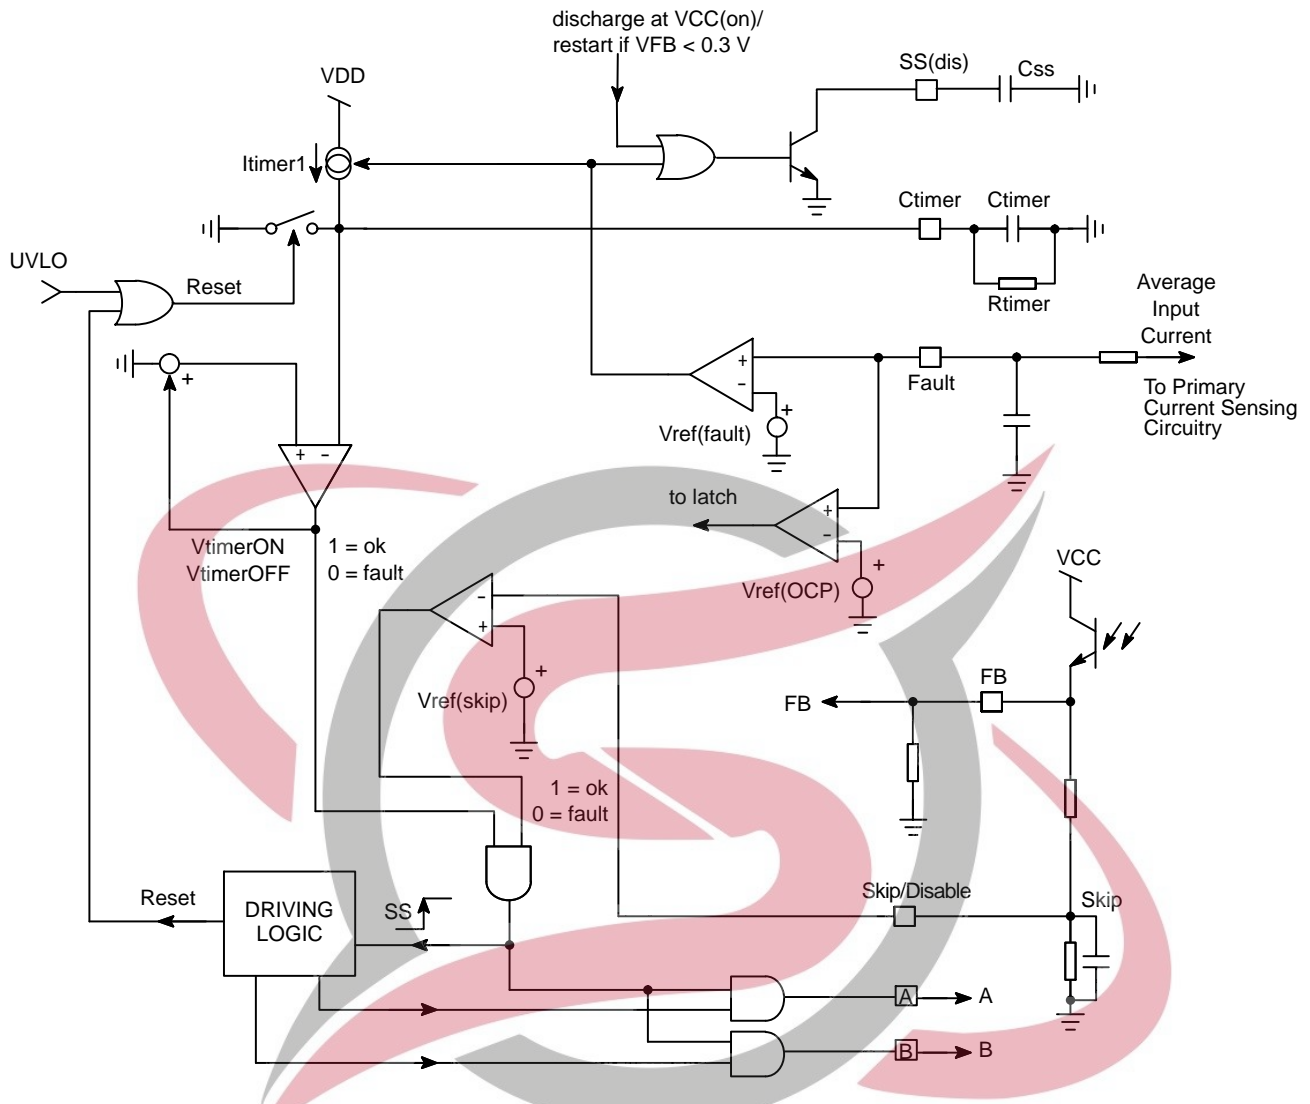 discharge at VCC(on)/
restart if VFB < 0.3 V
SS(dis)
Css
VDD
Itimer1
Ctimer
Ctimer
UVLO
Reset
Rtimer
Average
Input
Current
+
-
Fault
To Primary
Current Sensing
Circuitry
+
Vref(fault)
+
+ -
to latch
+
-
VtimerON
VtimerOFF
1 = ok
0 = fault
+
Vref(OCP)
VCC
-
+
+
Vref(skip)
FB
FB
1 = ok
0 = fault
Skip/Disable
Skip
Reset
DRIVING
LOGIC
SS
A
A
B
B